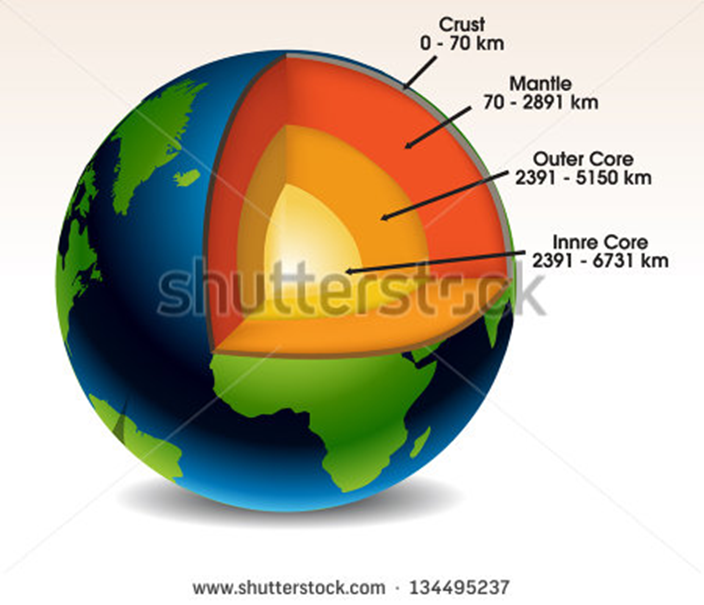 Crust
0 - 70 km
Mantle
70 - 2891 km
Outer Core
2391 - 5150 km
Innre Core
2391 - 6731 km
shutterstock
www.shutterstock.com · 134495237